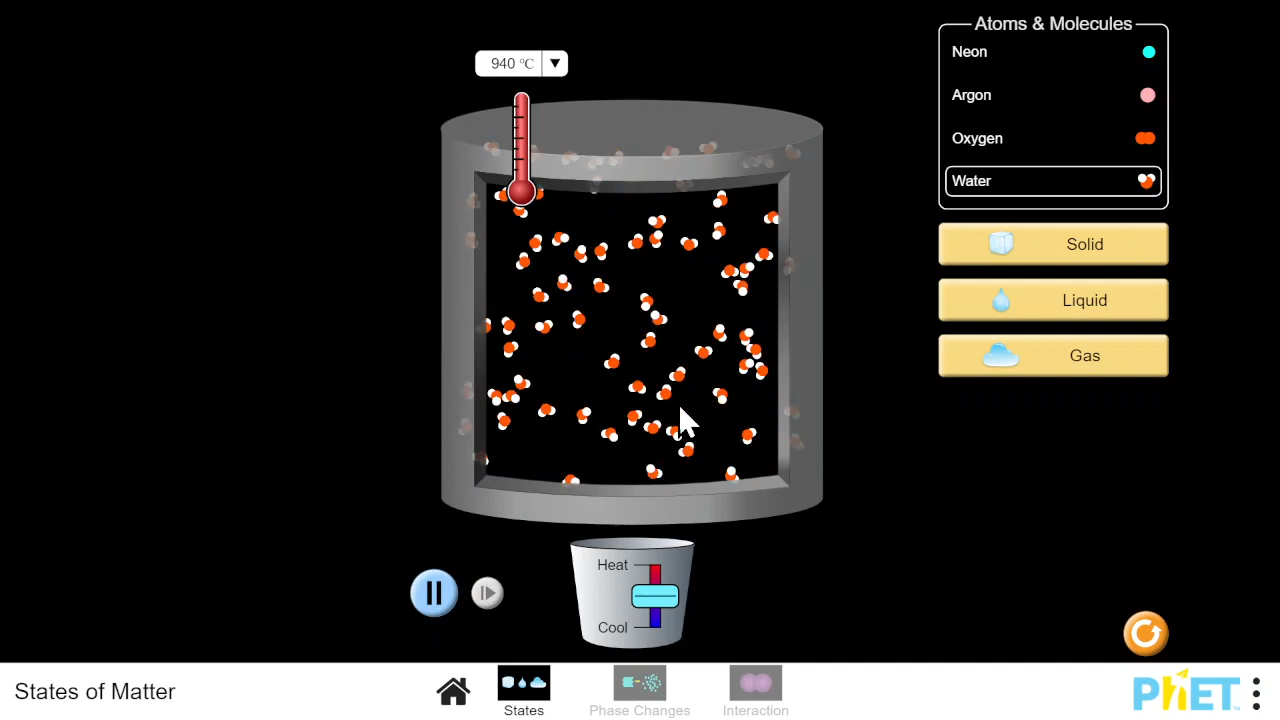 Atoms & Molecules
Neon
Argon
Oxygen
Water
940 °C
Solid
Liquid
Gas
Heat
Cool
States of Matter
States
Phase Changes
Interaction
PhET™